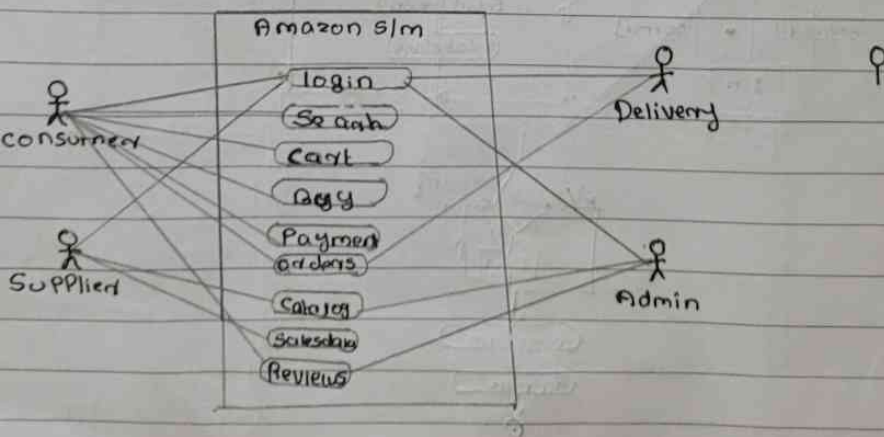 Amazon S/m
login
Search
Cart
Buy
Payment
orders
Catalog
Salesdata
Reviews
Consumer
Supplier
Delivery
Admin